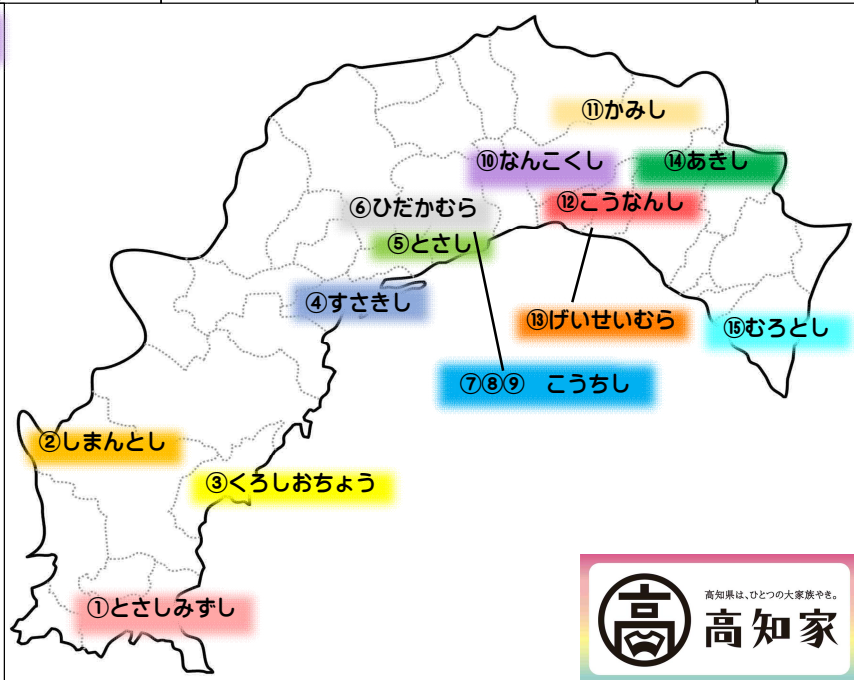 ⑪かみし
⑩なんこくし
⑭あきし
⑥ひだかむら
⑫こうなんし
⑤とさし
④すさきし
⑬げいせいむら
⑮むろとし
⑦⑧⑨　こうちし
②しまんとし
③くろしおちょう
①とさしみずし
高
高知県は、ひとつの大家族やき。
高知家